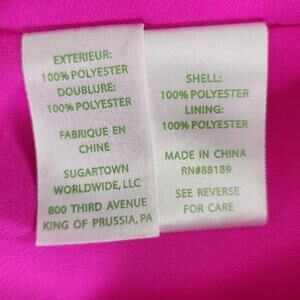 EXTERIEUR:
100% POLYESTER
DOUBLURE:
100% POLYESTER
FABRIQUE EN
CHINE
SUGARTOWN
WORLDWIDE, LLC
800 THIRD AVENUE
KING OF PRUSSIA, PA
SHELL:
100% POLYESTER
LINING:
100% POLYESTER
MADE IN CHINA
RN#88189
SEE REVERSE
FOR CARE